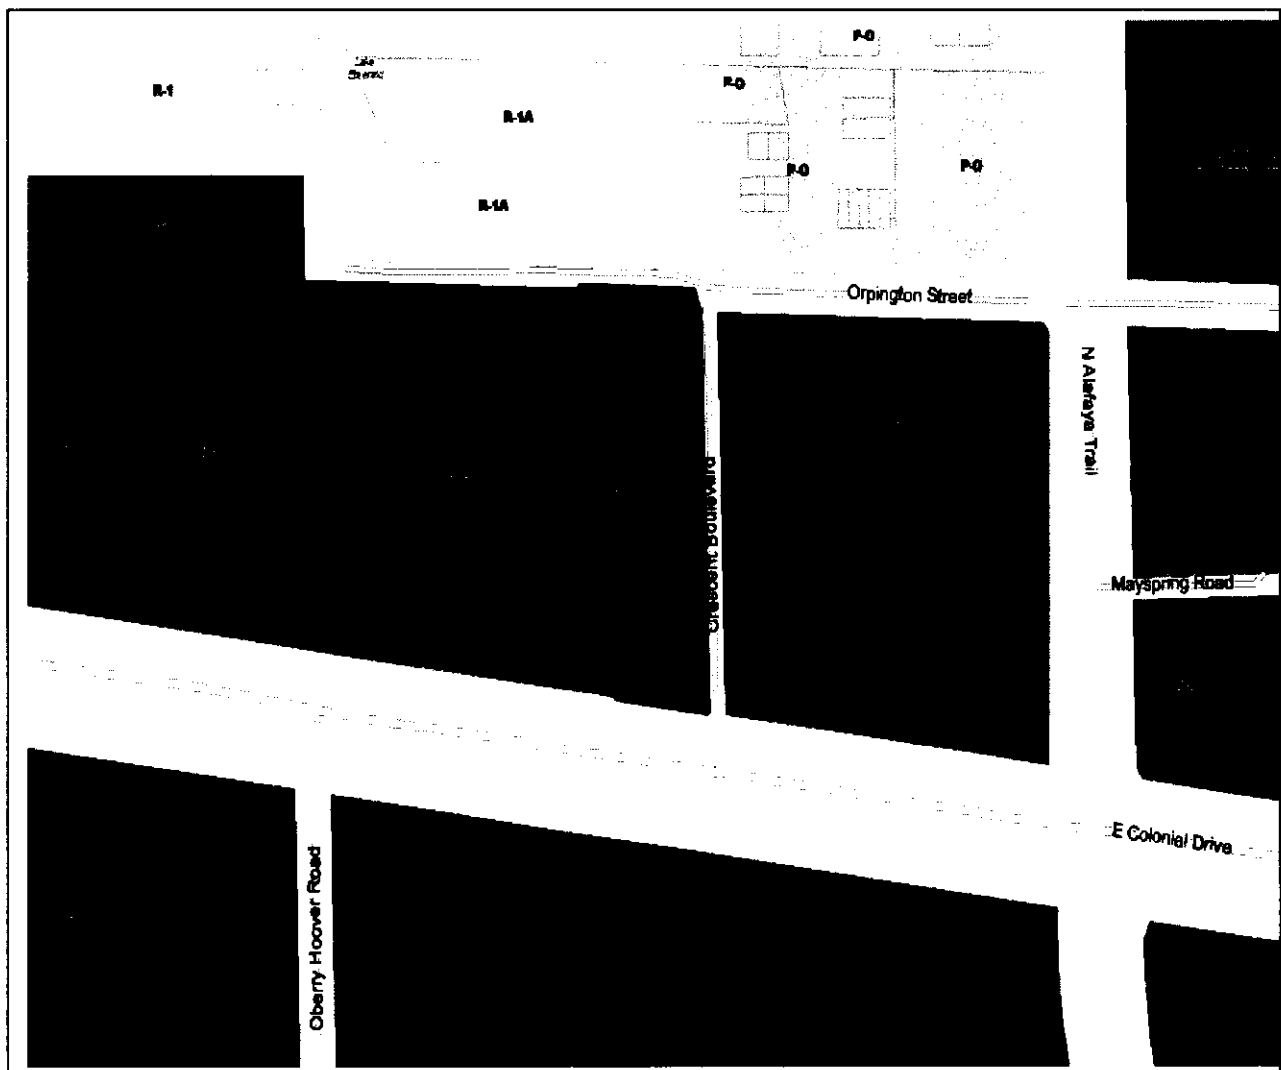 P-O
R-1
P-O
R-1A
P-O
P-O
R-1A
Orpington Street
N Alafaya Trail
Crescent Boulevard
Mayspring Road
E Colonial Drive
Oberry Hoover Road